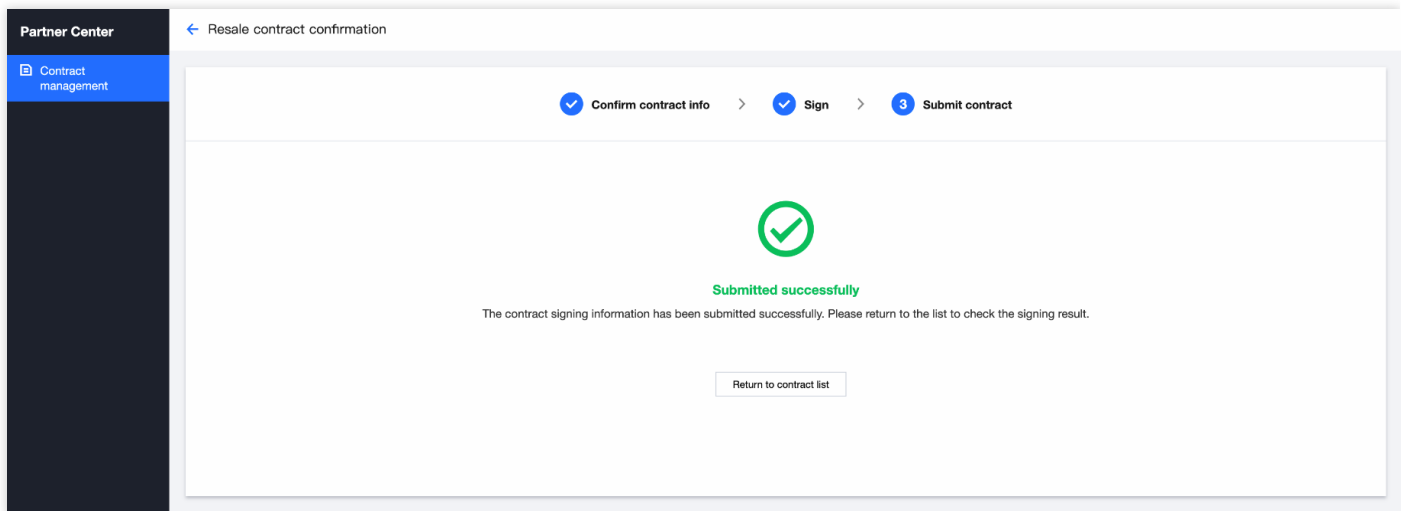 Partner Center
Resale contract confirmation
Contract
management
Confirm contract info
Sign
3
Submit contract
Submitted successfully
The contract signing information has been submitted successfully. Please return to the list to check the signing result.
Return to contract list